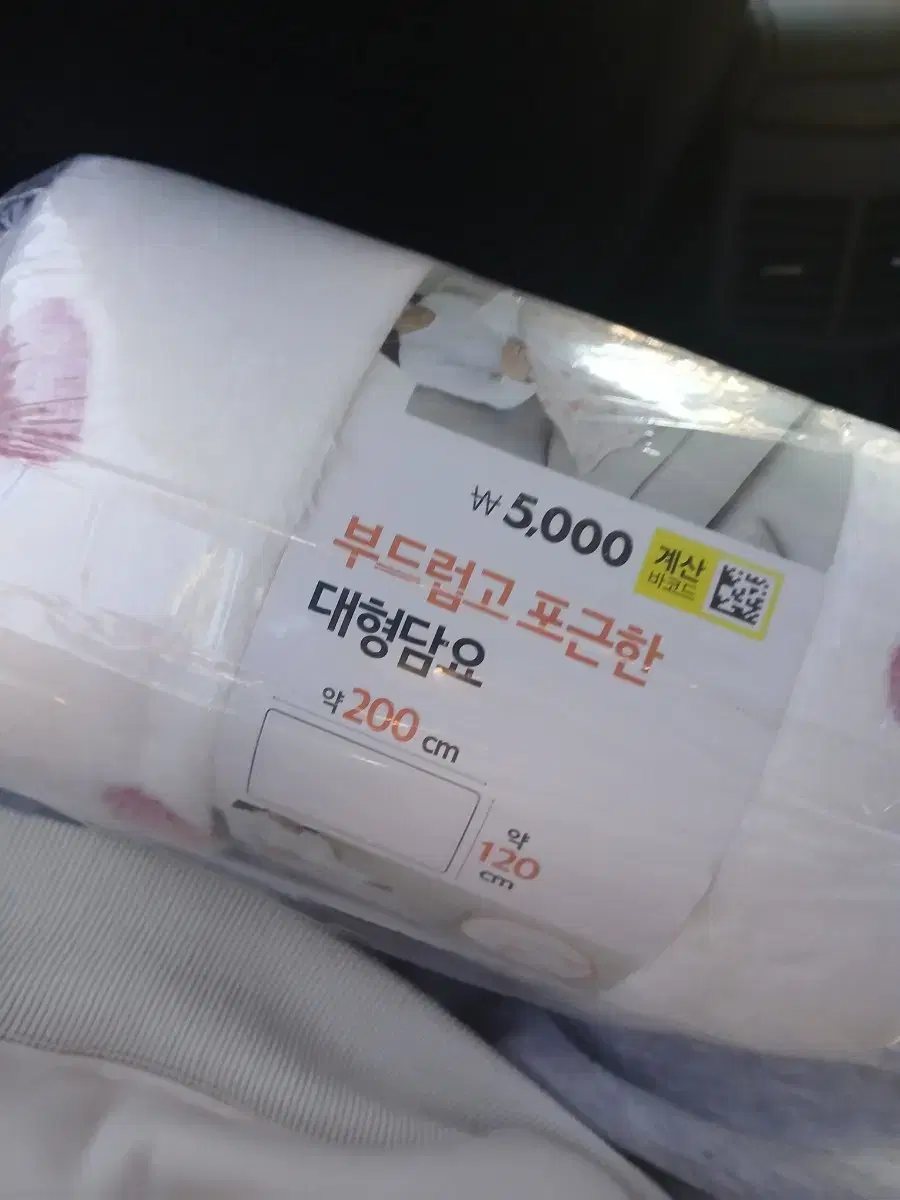 ₩5,000
계산
바코드
부드럽고 포근한
대형담요
약 200 cm
약
120
cm